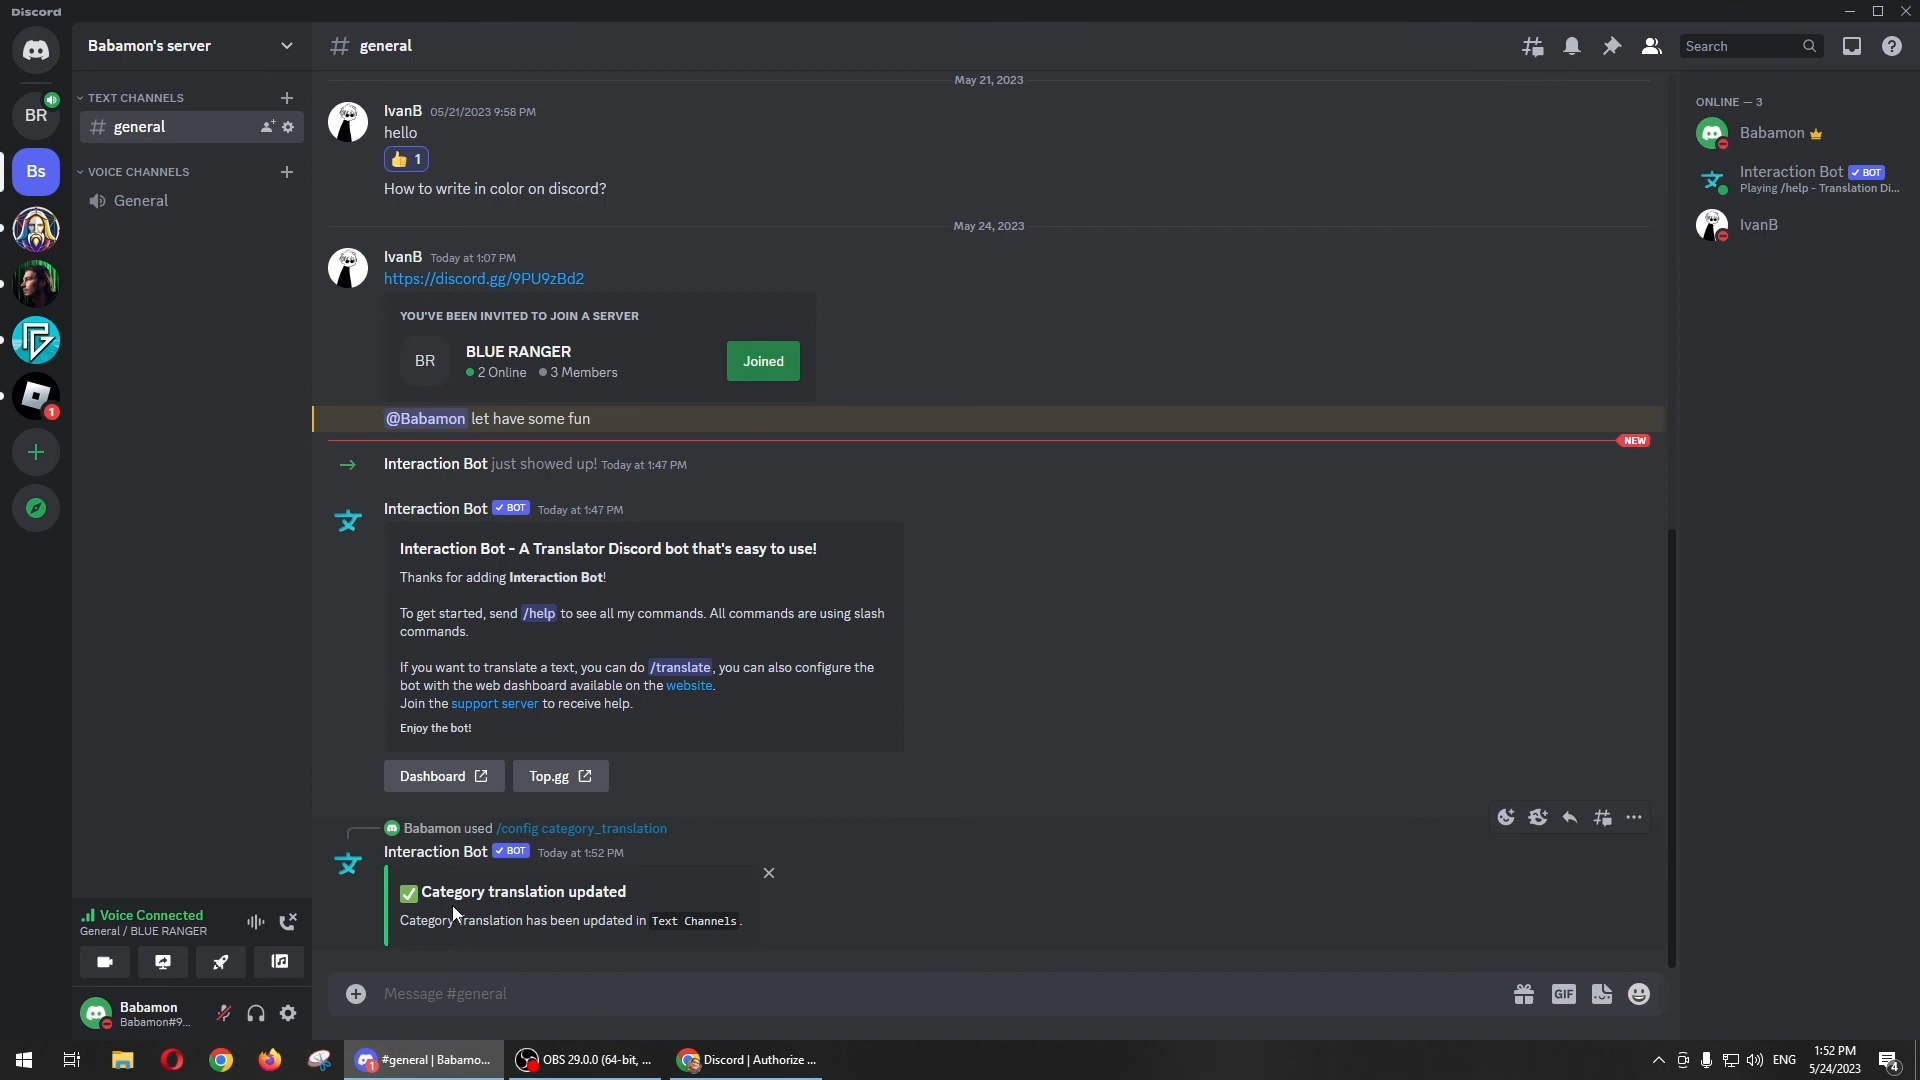 Discord
Babamon's server
general
Search
BR
Bs
1
TEXT CHANNELS
general
VOICE CHANNELS
General
May 21, 2023
IvanB 05/21/2023 9:58 PM
hello
👍 1
How to write in color on discord?
May 24, 2023
IvanB Today at 1:07 PM
https://discord.gg/9PU9zBd2
YOU'VE BEEN INVITED TO JOIN A SERVER
BR
BLUE RANGER
2 Online 3 Members
Joined
@Babamon let have some fun
NEW
Interaction Bot just showed up! Today at 1:47 PM
Interaction Bot ✓ BOT Today at 1:47 PM
Interaction Bot - A Translator Discord bot that's easy to use!
Thanks for adding Interaction Bot!
To get started, send /help to see all my commands. All commands are using slash
commands.
If you want to translate a text, you can do /translate, you can also configure the
bot with the web dashboard available on the website.
Join the support server to receive help.
Enjoy the bot!
Dashboard
Top.gg
Babamon used /config category_translation
Interaction Bot ✓ BOT Today at 1:52 PM
✅ Category translation updated
Category Translation has been updated in Text Channels.
Message #general
GIF
ONLINE — 3
Babamon
Interaction Bot ✓ BOT
Playing /help - Translation Di...
IvanB
Voice Connected
General / BLUE RANGER
Babamon
Babamon#9...
1
#general | Babamo...
OBS 29.0.0 (64-bit, ...
Discord | Authorize ...
ENG
1:52 PM
5/24/2023
4